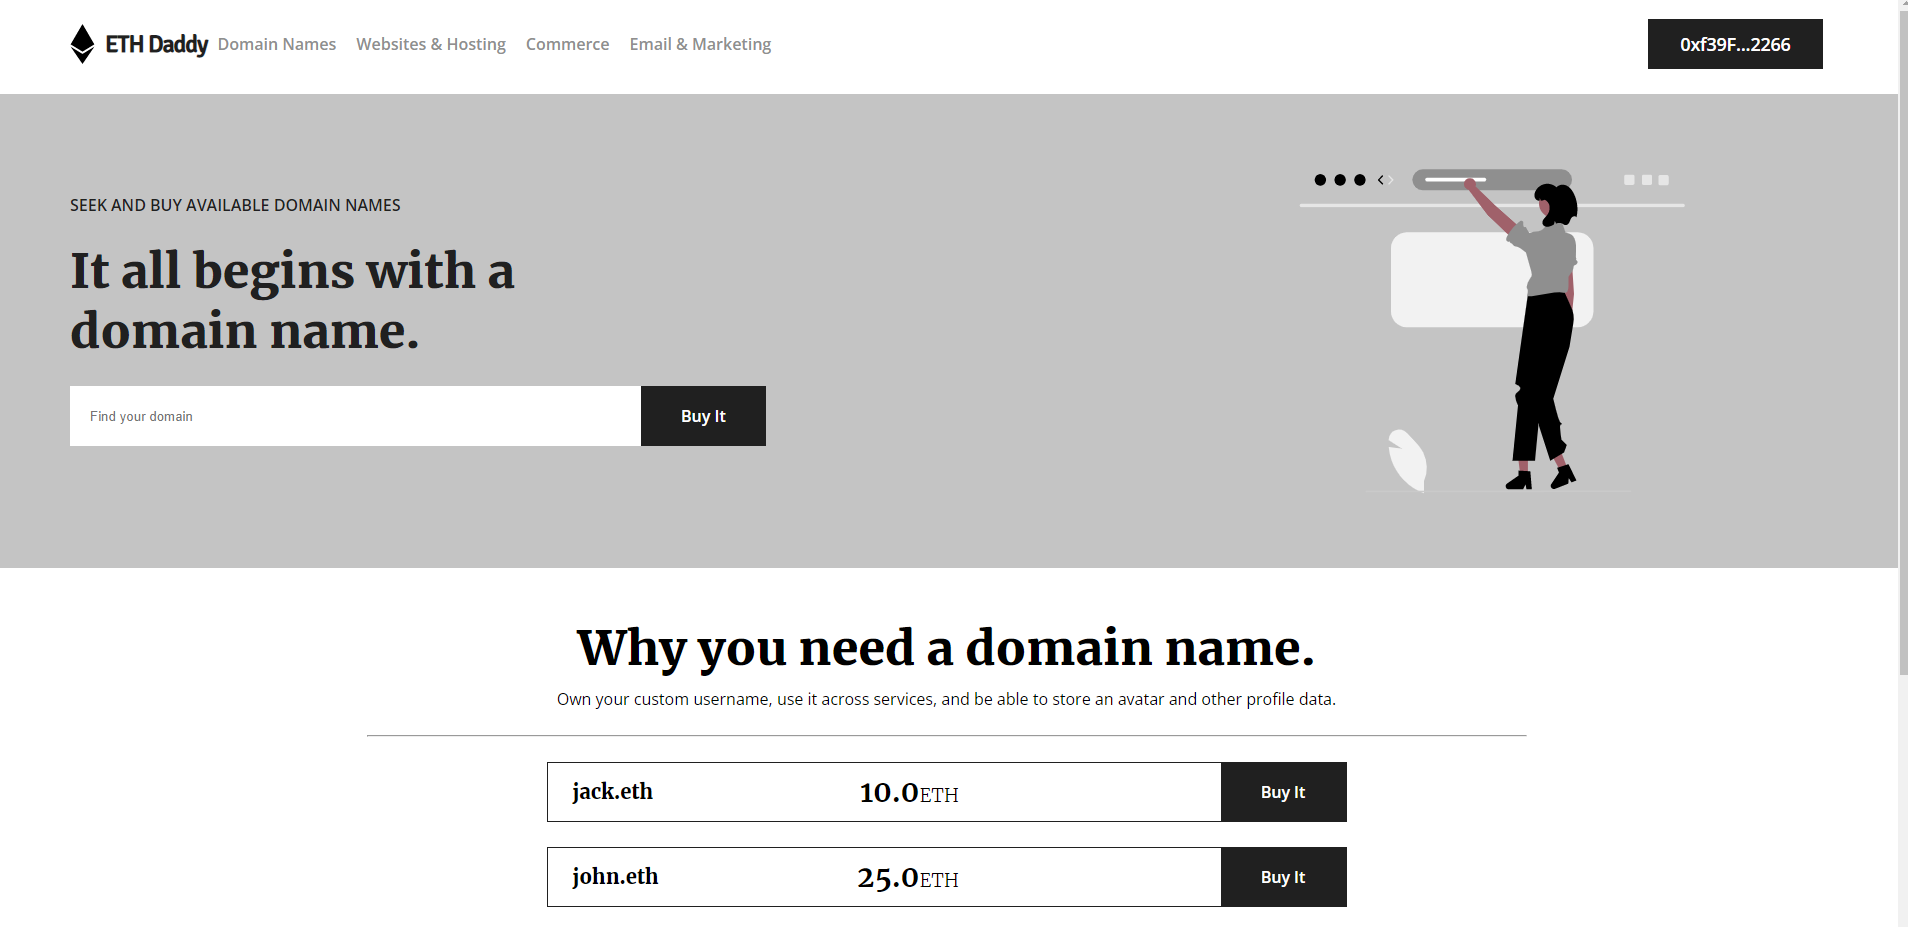 ETH Daddy Domain Names Websites & Hosting Commerce Email & Marketing 0xf39F...2266
SEEK AND BUY AVAILABLE DOMAIN NAMES
It all begins with a
domain name.
Find your domain Buy It
Why you need a domain name.
Own your custom username, use it across services, and be able to store an avatar and other profile data.
jack.eth 10.0ETH Buy It
john.eth 25.0ETH Buy It